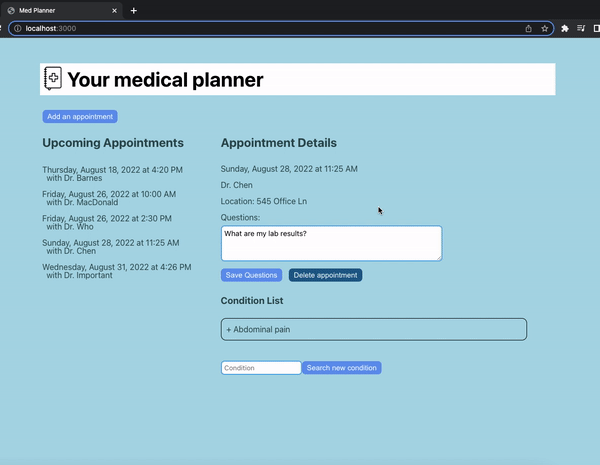 Med Planner
localhost:3000
Your medical planner
Add an appointment
Upcoming Appointments
Thursday, August 18, 2022 at 4:20 PM
with Dr. Barnes
Friday, August 26, 2022 at 10:00 AM
with Dr. MacDonald
Friday, August 26, 2022 at 2:30 PM
with Dr. Who
Sunday, August 28, 2022 at 11:25 AM
with Dr. Chen
Wednesday, August 31, 2022 at 4:26 PM
with Dr. Important
Appointment Details
Sunday, August 28, 2022 at 11:25 AM
Dr. Chen
Location: 545 Office Ln
Questions:
What are my lab results?
Save Questions
Delete appointment
Condition List
+ Abdominal pain
Condition
Search new condition